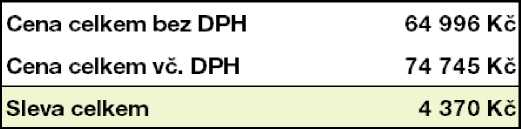 Cena celkem bez DPH 64 996 Kč
Cena celkem vč. DPH 74 745 Kč
Sleva celkem 4 370 Kč